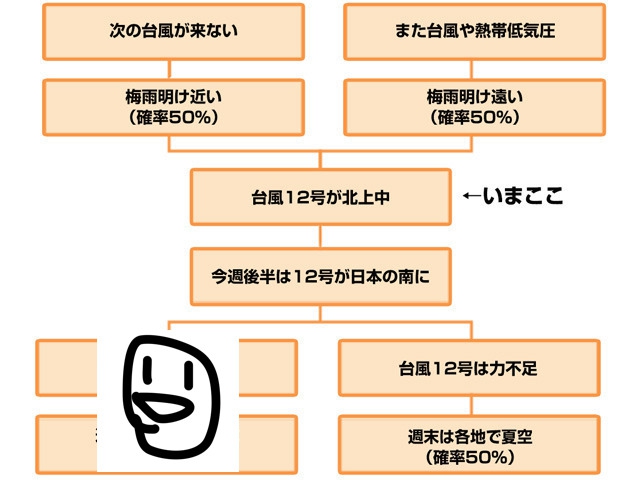 次の台風が来ない
また台風や熱帯低気圧
梅雨明け近い
（確率50%）
梅雨明け遠い
（確率50%）
台風12号が北上中
←いまここ
今週後半は12号が日本の南に
台風12号は力不足
週末は各地で夏空
（確率50%）